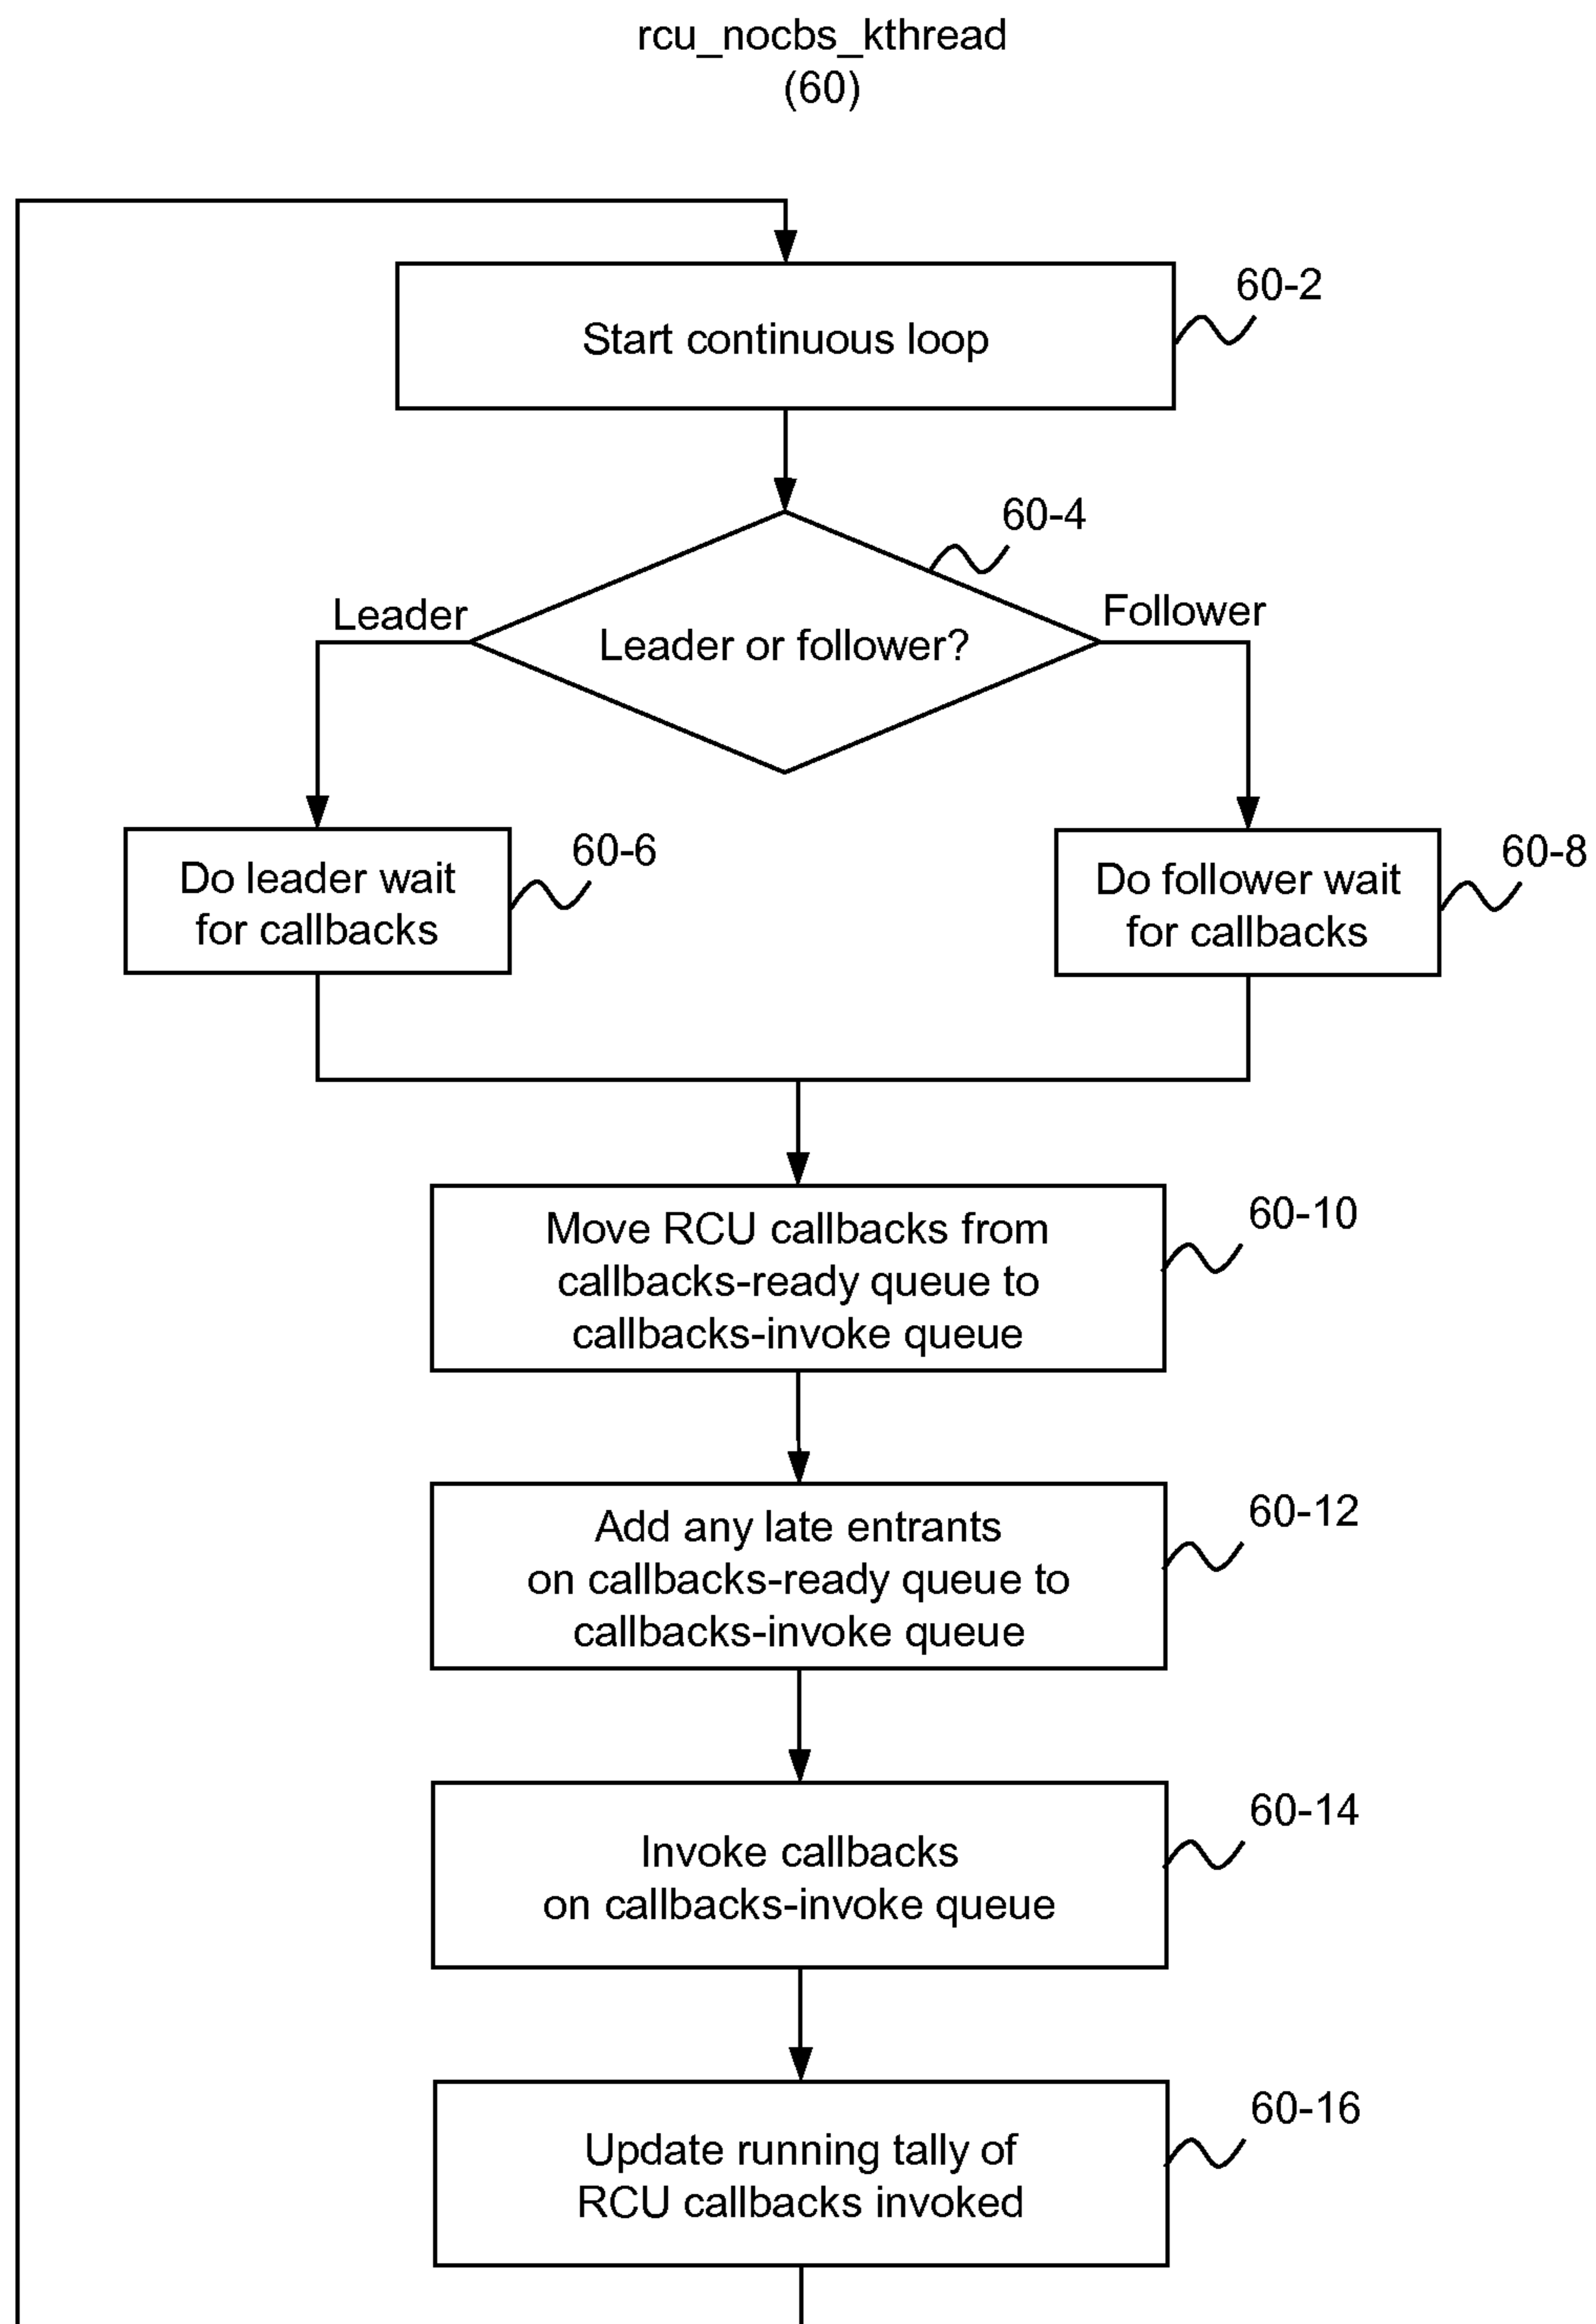 rcu_nocbs_kthread
(60)
60-2
Start continuous loop
60-4
Leader
Follower
Leader or follower?
60-6
60-8
Do leader wait
for callbacks
Do follower wait
for callbacks
60-10
Move RCU callbacks from
callbacks-ready queue to
callbacks-invoke queue
60-12
Add any late entrants
on callbacks-ready queue to
callbacks-invoke queue
60-14
Invoke callbacks
on callbacks-invoke queue
60-16
Update running tally of
RCU callbacks invoked